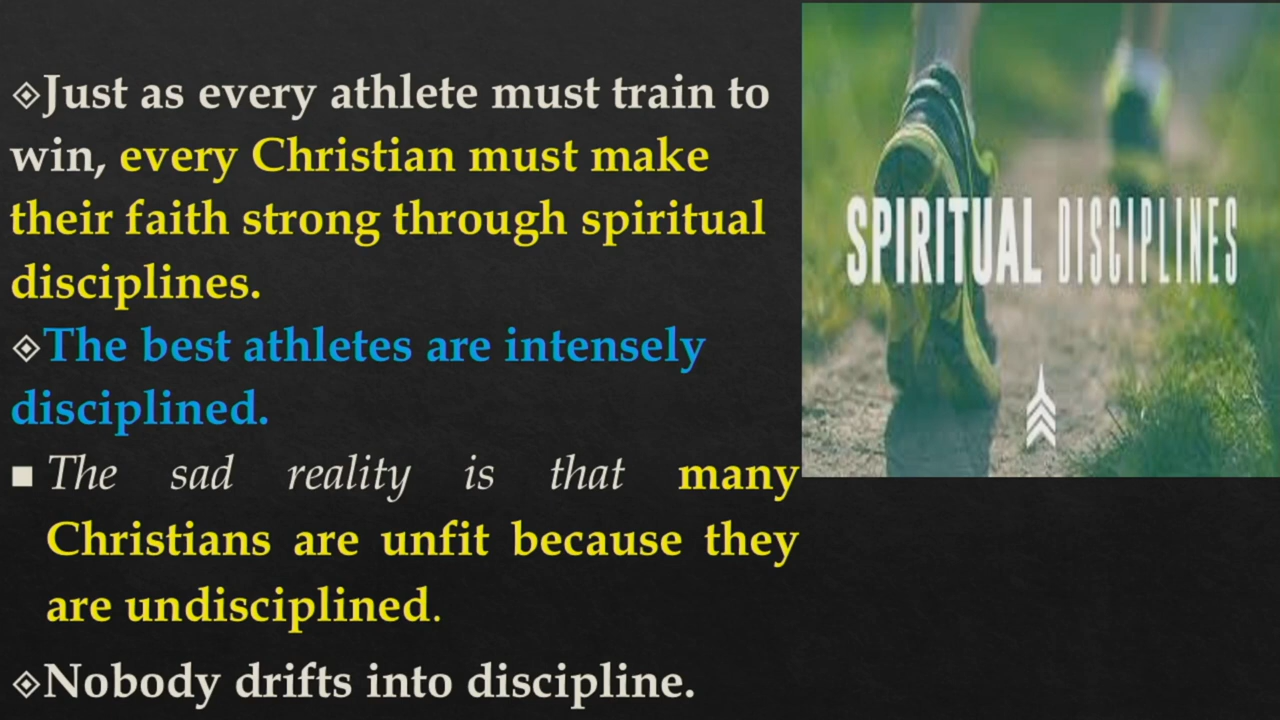 ◈Just as every athlete must train to
win, every Christian must make
their faith strong through spiritual
disciplines.
◈The best athletes are intensely
disciplined.
■ The sad reality is that many
Christians are unfit because they
are undisciplined.
◈Nobody drifts into discipline.
SPIRITUAL DISCIPLINES